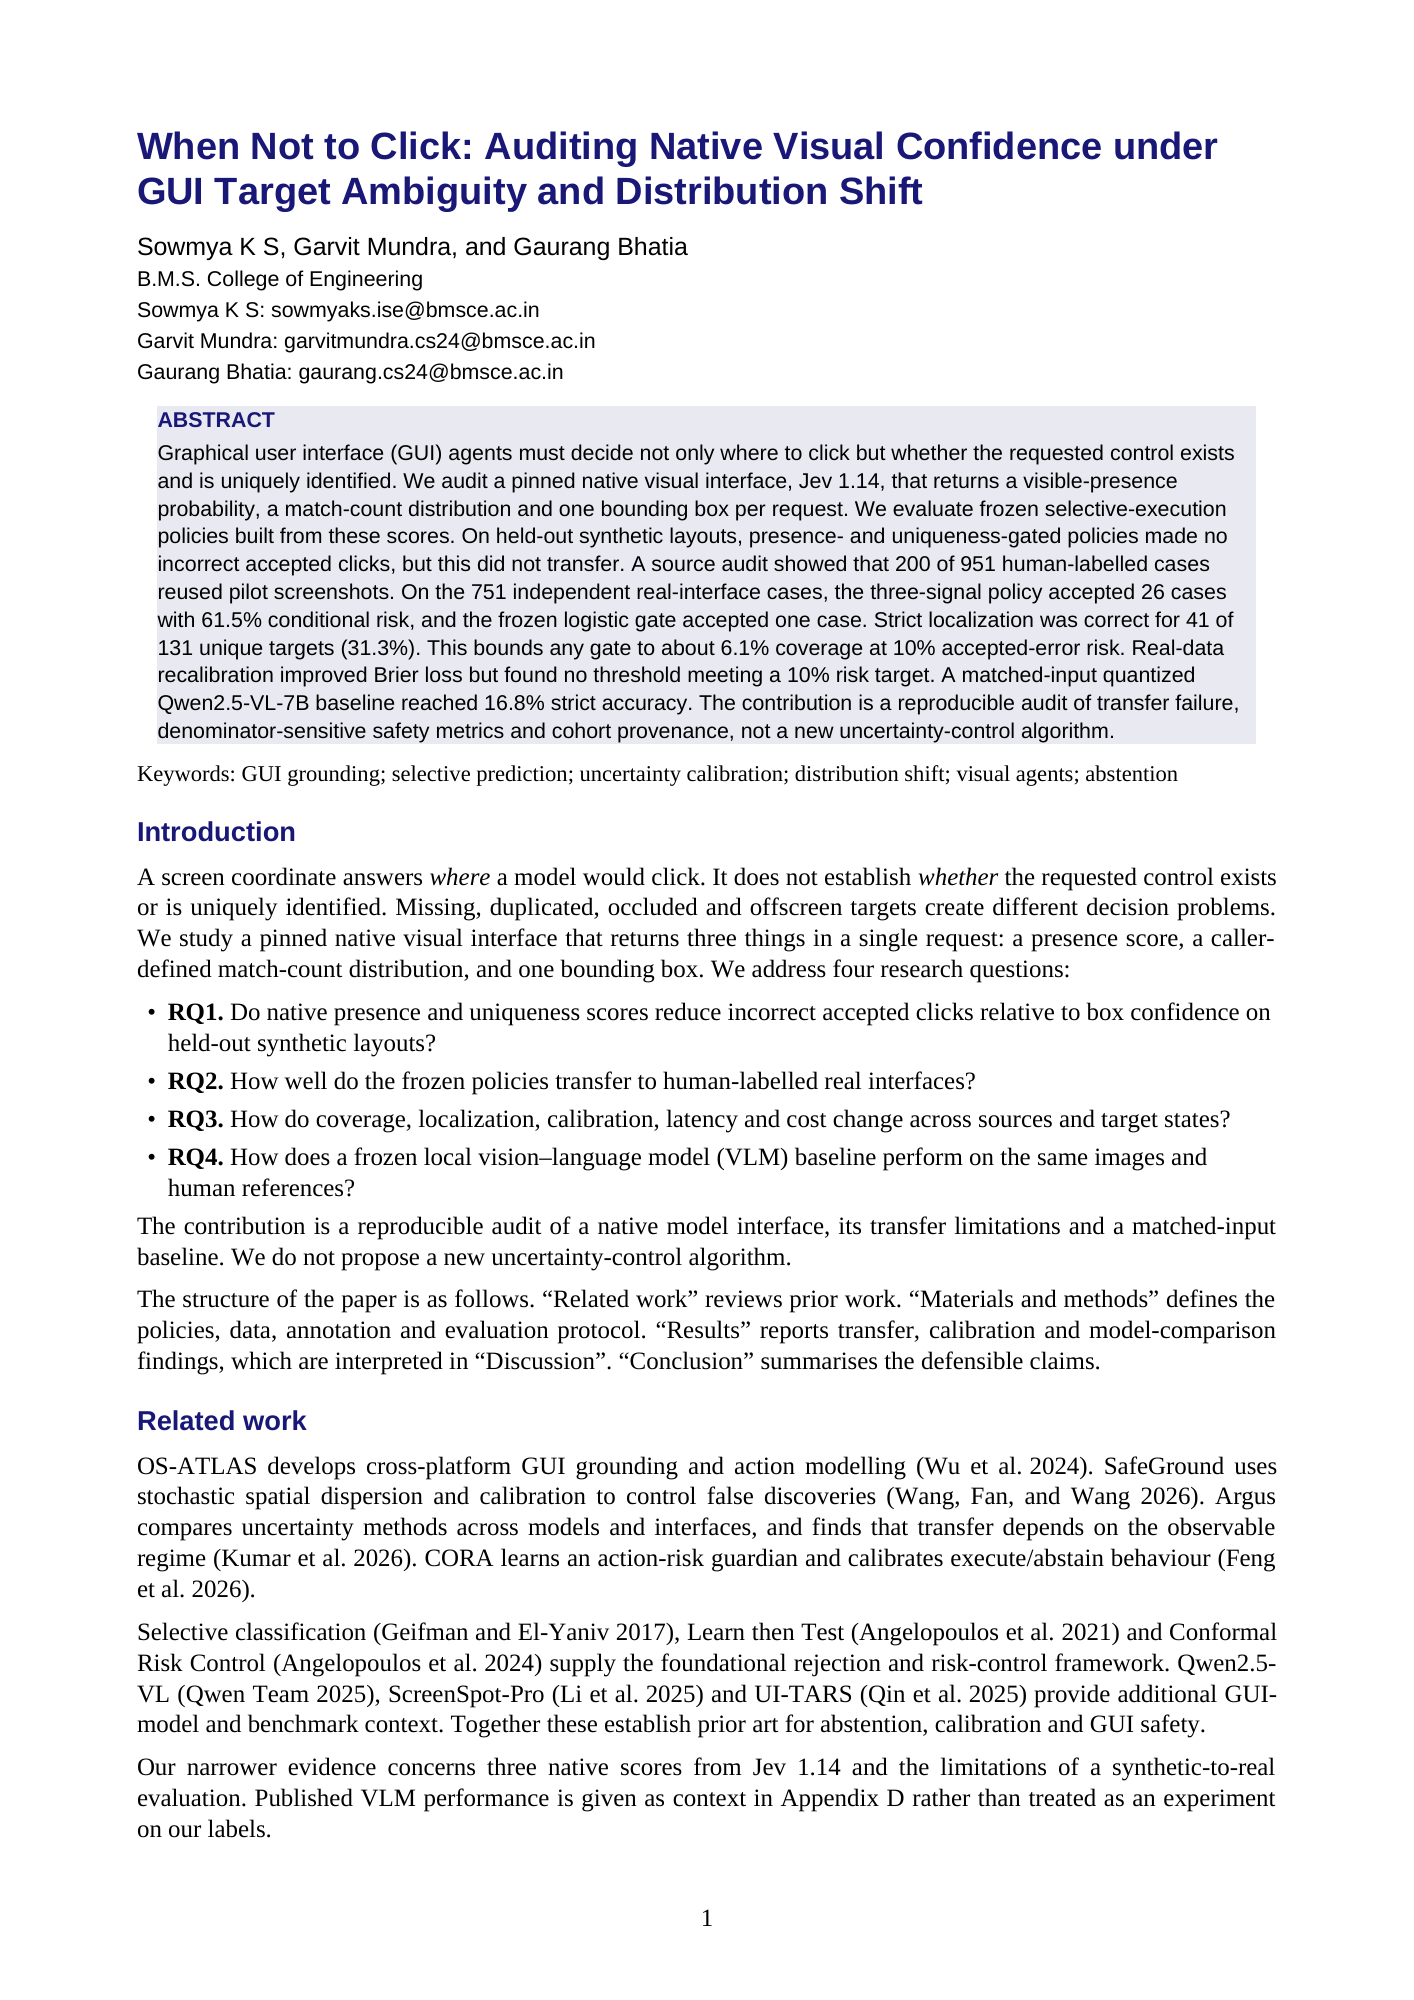 When Not to Click: Auditing Native Visual Confidence under
GUI Target Ambiguity and Distribution Shift
Sowmya K S, Garvit Mundra, and Gaurang Bhatia
B.M.S. College of Engineering
Sowmya K S: sowmyaks.ise@bmsce.ac.in
Garvit Mundra: garvitmundra.cs24@bmsce.ac.in
Gaurang Bhatia: gaurang.cs24@bmsce.ac.in
ABSTRACT
Graphical user interface (GUI) agents must decide not only where to click but whether the requested control exists
and is uniquely identified. We audit a pinned native visual interface, Jev 1.14, that returns a visible-presence
probability, a match-count distribution and one bounding box per request. We evaluate frozen selective-execution
policies built from these scores. On held-out synthetic layouts, presence- and uniqueness-gated policies made no
incorrect accepted clicks, but this did not transfer. A source audit showed that 200 of 951 human-labelled cases
reused pilot screenshots. On the 751 independent real-interface cases, the three-signal policy accepted 26 cases
with 61.5% conditional risk, and the frozen logistic gate accepted one case. Strict localization was correct for 41 of
131 unique targets (31.3%). This bounds any gate to about 6.1% coverage at 10% accepted-error risk. Real-data
recalibration improved Brier loss but found no threshold meeting a 10% risk target. A matched-input quantized
Qwen2.5-VL-7B baseline reached 16.8% strict accuracy. The contribution is a reproducible audit of transfer failure,
denominator-sensitive safety metrics and cohort provenance, not a new uncertainty-control algorithm.
Keywords: GUI grounding; selective prediction; uncertainty calibration; distribution shift; visual agents; abstention
Introduction
A screen coordinate answers where a model would click. It does not establish whether the requested control exists
or is uniquely identified. Missing, duplicated, occluded and offscreen targets create different decision problems.
We study a pinned native visual interface that returns three things in a single request: a presence score, a caller-
defined match-count distribution, and one bounding box. We address four research questions:
• RQ1. Do native presence and uniqueness scores reduce incorrect accepted clicks relative to box confidence on
held-out synthetic layouts?
• RQ2. How well do the frozen policies transfer to human-labelled real interfaces?
• RQ3. How do coverage, localization, calibration, latency and cost change across sources and target states?
• RQ4. How does a frozen local vision–language model (VLM) baseline perform on the same images and
human references?
The contribution is a reproducible audit of a native model interface, its transfer limitations and a matched-input
baseline. We do not propose a new uncertainty-control algorithm.
The structure of the paper is as follows. “Related work” reviews prior work. “Materials and methods” defines the
policies, data, annotation and evaluation protocol. “Results” reports transfer, calibration and model-comparison
findings, which are interpreted in “Discussion”. “Conclusion” summarises the defensible claims.
Related work
OS-ATLAS develops cross-platform GUI grounding and action modelling (Wu et al. 2024). SafeGround uses
stochastic spatial dispersion and calibration to control false discoveries (Wang, Fan, and Wang 2026). Argus
compares uncertainty methods across models and interfaces, and finds that transfer depends on the observable
regime (Kumar et al. 2026). CORA learns an action-risk guardian and calibrates execute/abstain behaviour (Feng
et al. 2026).
Selective classification (Geifman and El-Yaniv 2017), Learn then Test (Angelopoulos et al. 2021) and Conformal
Risk Control (Angelopoulos et al. 2024) supply the foundational rejection and risk-control framework. Qwen2.5-
VL (Qwen Team 2025), ScreenSpot-Pro (Li et al. 2025) and UI-TARS (Qin et al. 2025) provide additional GUI-
model and benchmark context. Together these establish prior art for abstention, calibration and GUI safety.
Our narrower evidence concerns three native scores from Jev 1.14 and the limitations of a synthetic-to-real
evaluation. Published VLM performance is given as context in Appendix D rather than treated as an experiment
on our labels.
1